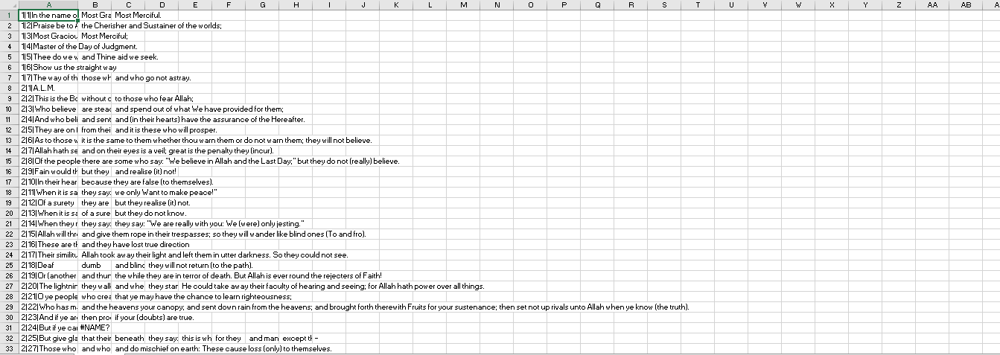 A B C D E F G H I J K L M N O P Q R S T U V W X Y Z AA AB A
1 1|1|In the name o Most Gra Most Merciful.
2 1|2|Praise be to A the Cherisher and Sustainer of the worlds;
3 1|3|Most Graciou Most Merciful;
4 1|4|Master of the Day of Judgment.
5 1|5|Thee do we w and Thine aid we seek.
6 1|6|Show us the straight way
7 1|7|The way of th those wh and who go not astray.
8 2|1|A.L.M.
9 2|2|This is the Bo without c to those who fear Allah;
10 2|3|Who believe are steac and spend out of what We have provided for them;
11 2|4|And who beli and sent and (in their hearts) have the assurance of the Hereafter.
12 2|5|They are on t from thei and it is these who will prosper.
13 2|6|As to those w it is the same to them whether thou warn them or do not warn them; they will not believe.
14 2|7|Allah hath se and on their eyes is a veil; great is the penalty they (incur).
15 2|8|Of the people there are some who say: "We believe in Allah and the Last Day;" but they do not (really) believe.
16 2|9|Fain would th but they and realise (it) not!
17 2|10|In their hear because they are false (to themselves).
18 2|11|When it is sa they say: we only Want to make peace!"
19 2|12|Of a surety they are but they realise (it) not.
20 2|13|When it is sa of a sure but they do not know.
21 2|14|When they m they say: they say: "We are really with you: We (were) only jesting."
22 2|15|Allah will thr and give them rope in their trespasses; so they will wander like blind ones (To and fro).
23 2|16|These are th and they have lost true direction
24 2|17|Their similitu Allah took away their light and left them in utter darkness. So they could not see.
25 2|18|Deaf dumb and blind they will not return (to the path).
26 2|19|Or (another and thun the while they are in terror of death. But Allah is ever round the rejecters of Faith!
27 2|20|The lightnin they walk and whe they star He could take away their faculty of hearing and seeing; for Allah hath power over all things.
28 2|21|O ye people who crea that ye may have the chance to learn righteousness;
29 2|22|Who has m and the heavens your canopy; and sent down rain from the heavens; and brought forth therewith Fruits for your sustenance; then set not up rivals unto Allah when ye know (the truth).
30 2|23|And if ye are then proc if your (doubts) are true.
31 2|24|But if ye can #NAME?
32 2|25|But give gla that their beneath they say: this is wh for they and man except th -
33 2|27|Those who and who and do mischief on earth: These cause loss (only) to themselves.